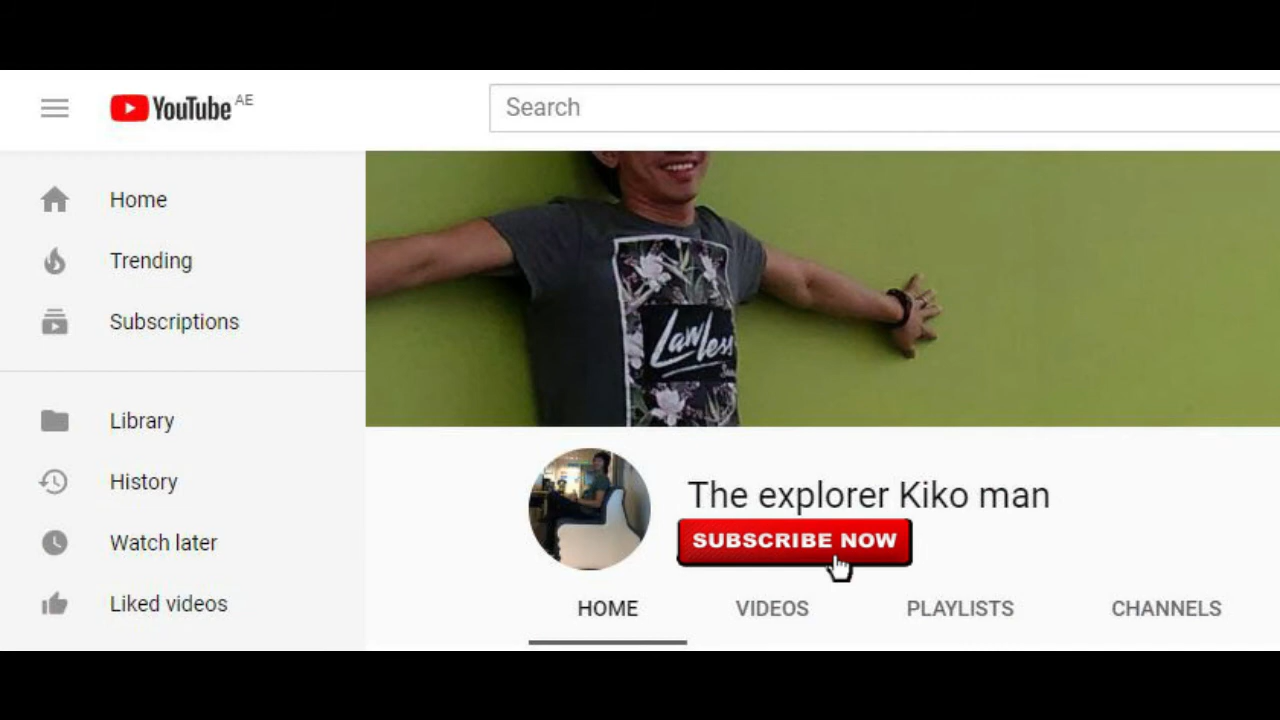 YouTube AE
Search
Home
Trending
Subscriptions
Library
History
Watch later
Liked videos
Lawless
The explorer Kiko man
SUBSCRIBE NOW
HOME
VIDEOS
PLAYLISTS
CHANNELS